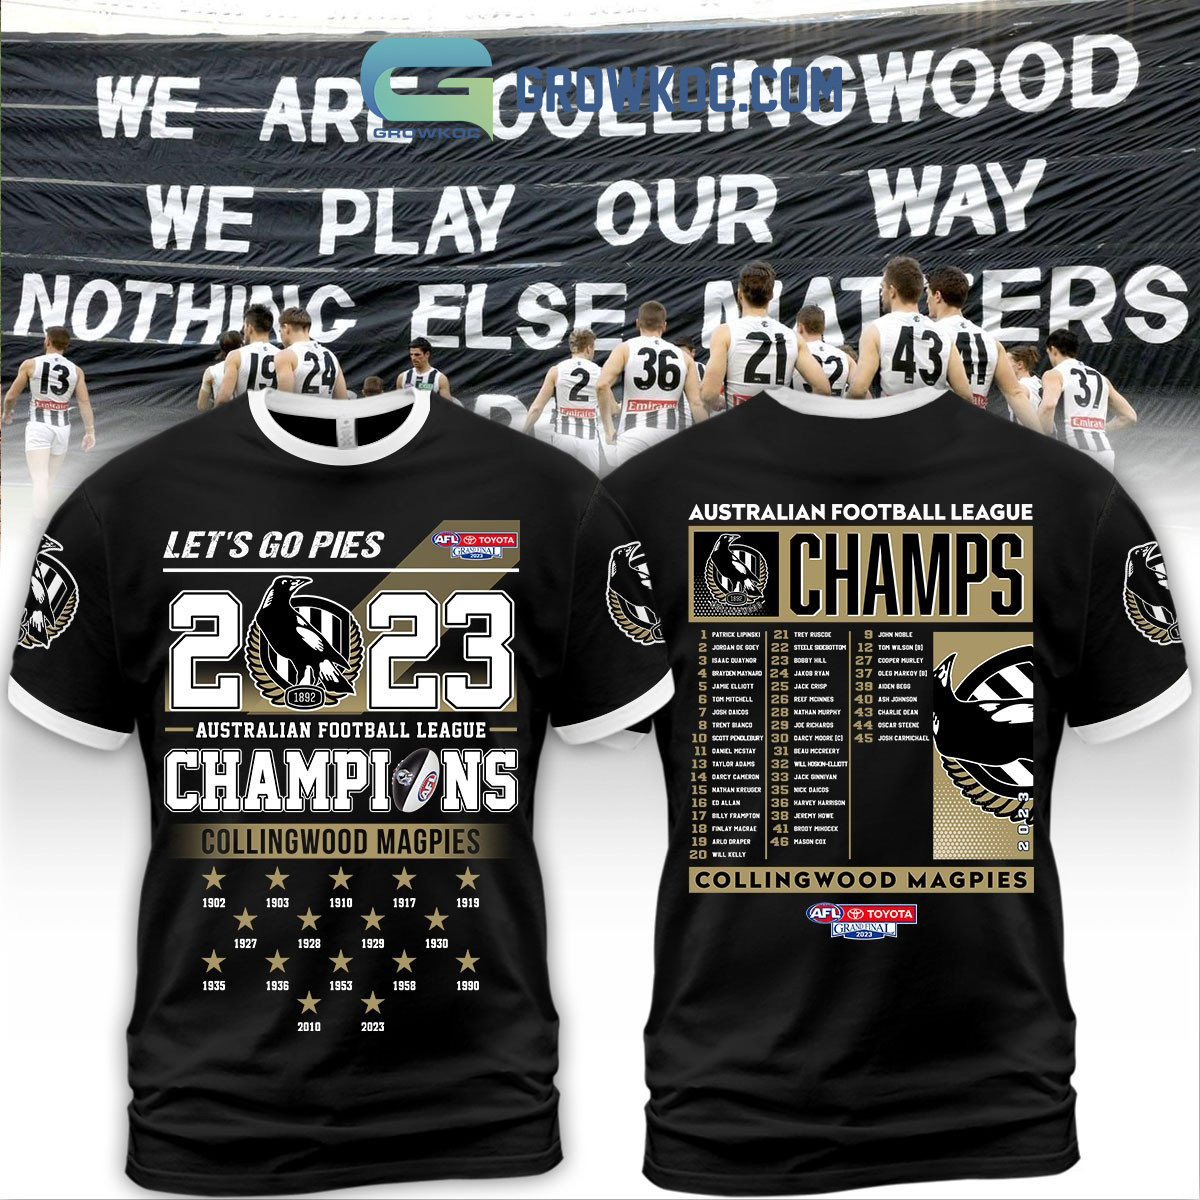 WE ARE COLLINGWOOD
GROWKOC
GROWKOC.COM
WE PLAY OUR WAY
NOTHING ELSE MATTERS
13
19
24
2
Emirates
36
Emirates
21
22
43
41
37
Emirates
LET'S GO PIES
AFL TOYOTA
GRAND FINAL
2023
2023
1892
AUSTRALIAN FOOTBALL LEAGUE
CHAMPIONS
AFL
COLLINGWOOD MAGPIES
1902 1903 1910 1917 1919
1927 1928 1929 1930
1935 1936 1953 1958 1990
2010 2023
AUSTRALIAN FOOTBALL LEAGUE
CHAMPS
1892
1 PATRICK LIPINSKI
2 JORDAN DE GOEY
3 ISAAC QUAYNOR
4 BRAYDEN MAYNARD
5 JAMIE ELLIOTT
6 TOM MITCHELL
7 JOSH DAICOS
8 TRENT BIANCO
10 SCOTT PENDLEBURY
11 DANIEL MCSTAY
13 TAYLOR ADAMS
14 DARCY CAMERON
15 NATHAN KREUGER
16 ED ALLAN
17 BILLY FRAMPTON
18 FINLAY MACRAE
19 ARLO DRAPER
20 WILL KELLY
21 TREY RUSCOE
22 STEELE SIDEBOTTOM
23 BOBBY HILL
24 JAKOB RYAN
25 JACK CRISP
26 REEF MCINNES
28 NATHAN MURPHY
29 JOE RICHARDS
30 DARCY MOORE (C)
31 BEAU MCCREERY
32 WILL HOSKIN-ELLIOTT
33 JACK GINNIVAN
35 NICK DAICOS
36 HARVEY HARRISON
38 JEREMY HOWE
41 BRODY MIHOCEK
46 MASON COX
9 JOHN NOBLE
12 TOM WILSON (B)
27 COOPER MURLEY
37 OLEG MARKOV (B)
39 AIDEN BEGG
40 ASH JOHNSON
43 CHARLIE DEAN
44 OSCAR STEENE
45 JOSH CARMICHAEL
2023
COLLINGWOOD MAGPIES
AFL TOYOTA
GRAND FINAL
2023